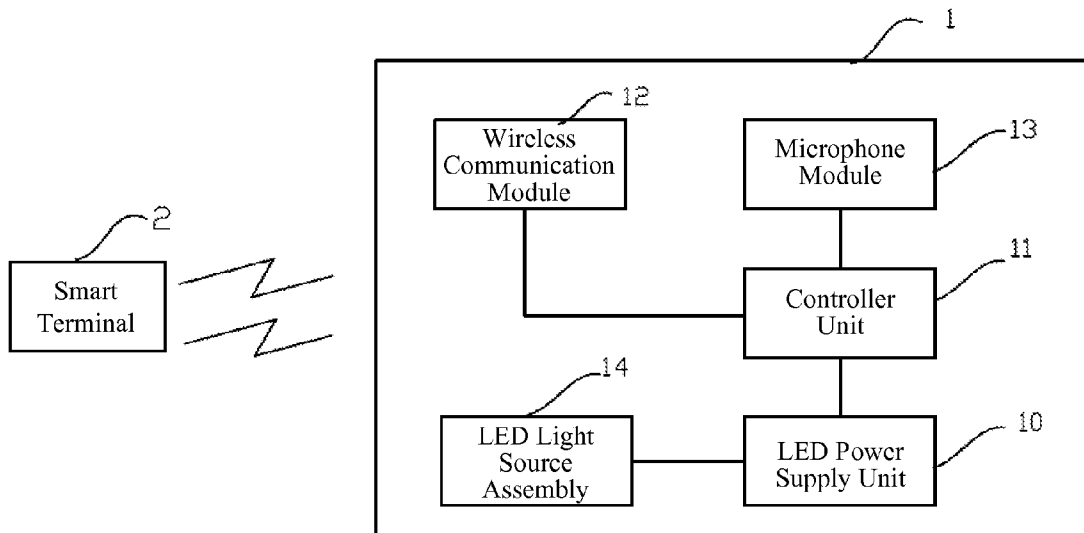 1
12
Wireless
Communication
Module
13
Microphone
Module
2
Smart
Terminal
11
Controller
Unit
14
LED Light
Source
Assembly
10
LED Power
Supply Unit